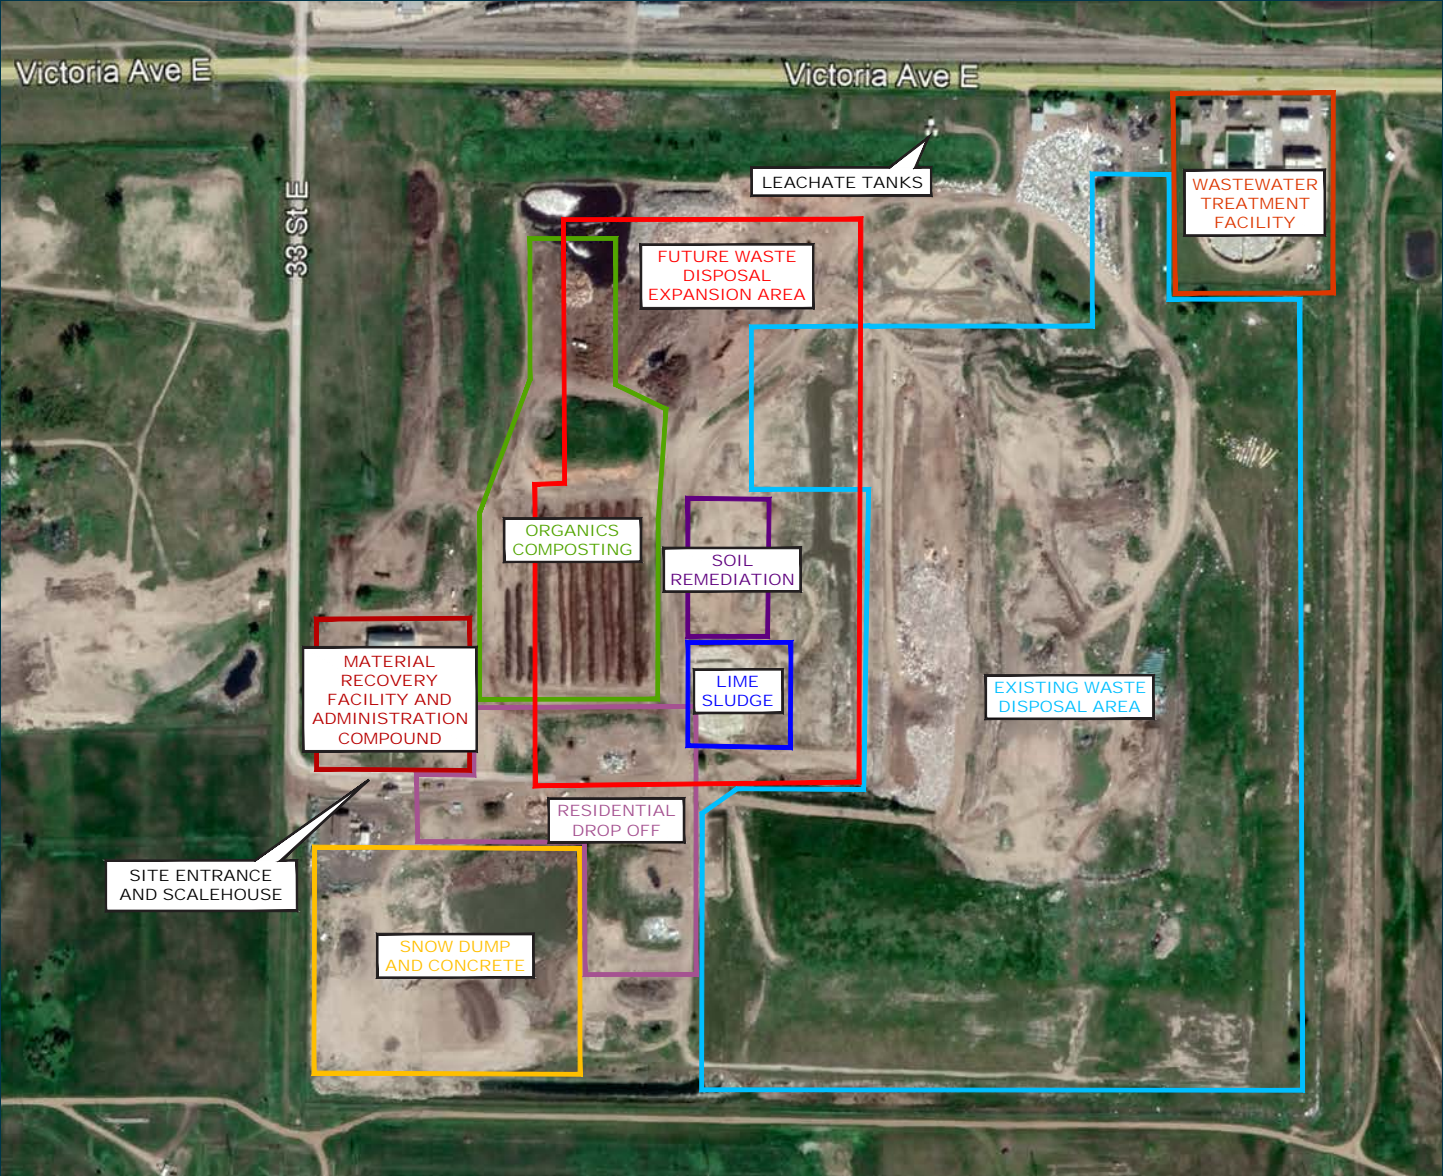 Victoria Ave E
Victoria Ave E
33 St E
LEACHATE TANKS
WASTEWATER
TREATMENT
FACILITY
FUTURE WASTE
DISPOSAL
EXPANSION AREA
ORGANICS
COMPOSTING
SOIL
REMEDIATION
MATERIAL
RECOVERY
FACILITY AND
ADMINISTRATION
COMPOUND
LIME
SLUDGE
EXISTING WASTE
DISPOSAL AREA
RESIDENTIAL
DROP OFF
SITE ENTRANCE
AND SCALEHOUSE
SNOW DUMP
AND CONCRETE